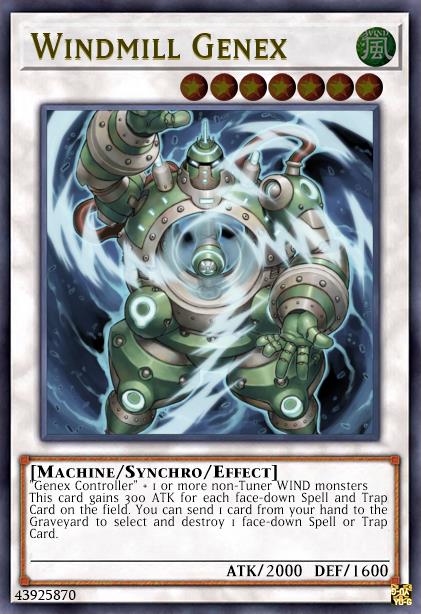 WINDMILL GENEX
WIND
風
[MACHINE/SYNCHRO/EFFECT]
"Genex Controller" + 1 or more non-Tuner WIND monsters
This card gains 300 ATK for each face-down Spell and Trap
Card on the field. You can send 1 card from your hand to the
Graveyard to select and destroy 1 face-down Spell or Trap
Card.
ATK/2000 DEF/1600
43925870